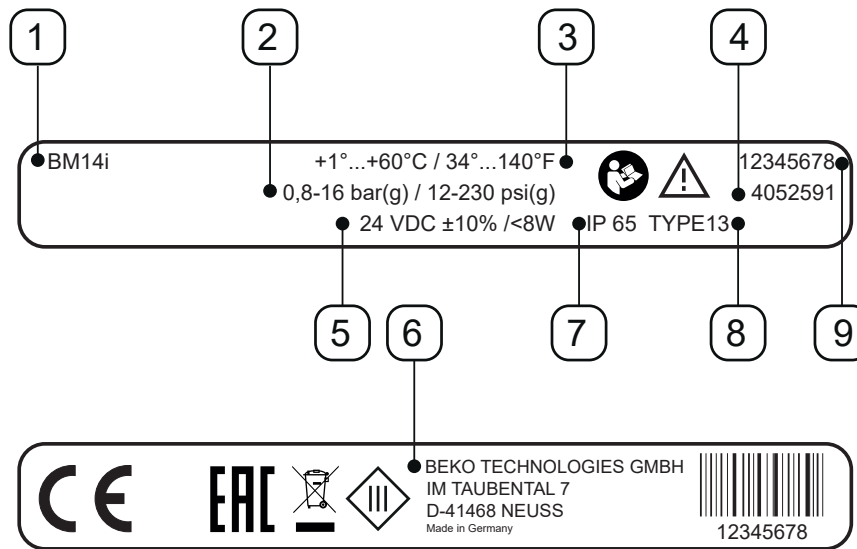 1 2 3 4
BM14i +1°...+60°C / 34°...140°F 12345678
0,8-16 bar(g) / 12-230 psi(g) 4052591
24 VDC ±10% /<8W IP 65 TYPE13
5 6 7 8 9
CE EAC III BEKO TECHNOLOGIES GMBH
IM TAUBENTAL 7
D-41468 NEUSS
Made in Germany
12345678